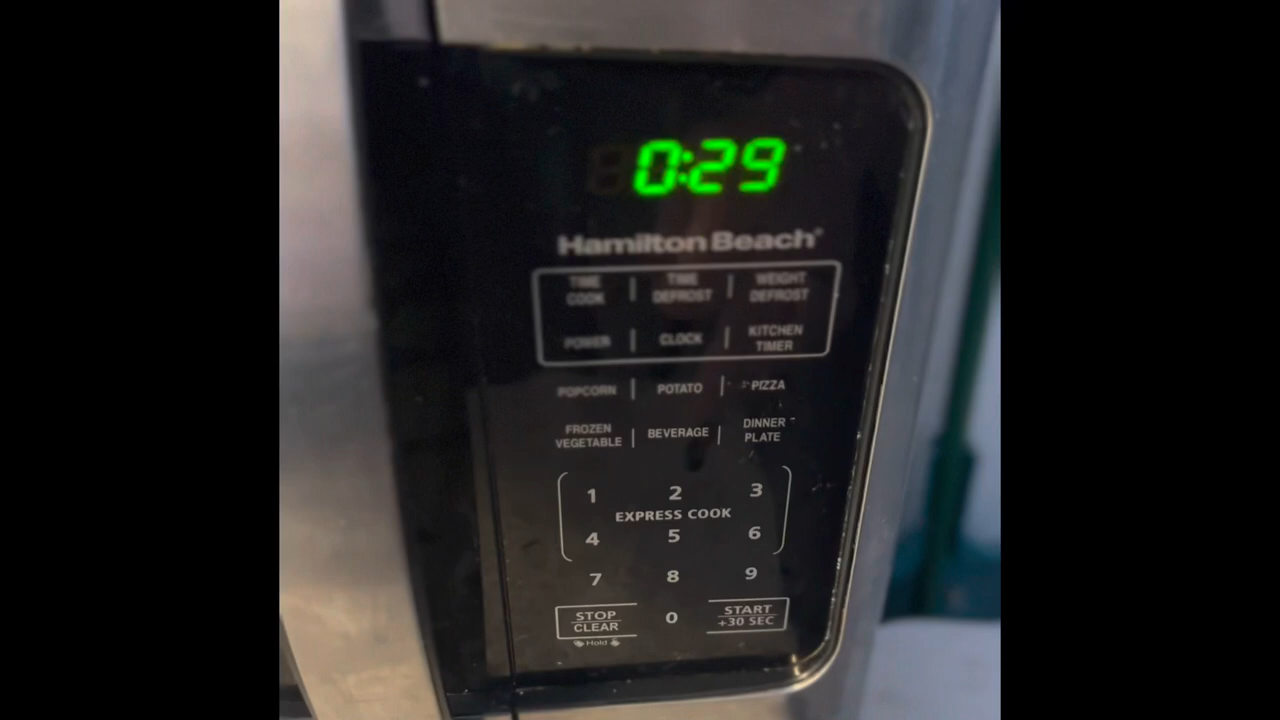 0:29
Hamilton Beach®
TIME COOK | TIME DEFROST | WEIGHT DEFROST
POWER | CLOCK | KITCHEN TIMER
POPCORN | POTATO | PIZZA
FROZEN VEGETABLE | BEVERAGE | DINNER PLATE
1 2 3
EXPRESS COOK
4 5 6
7 8 9
STOP CLEAR 0 START +30 SEC
Hold